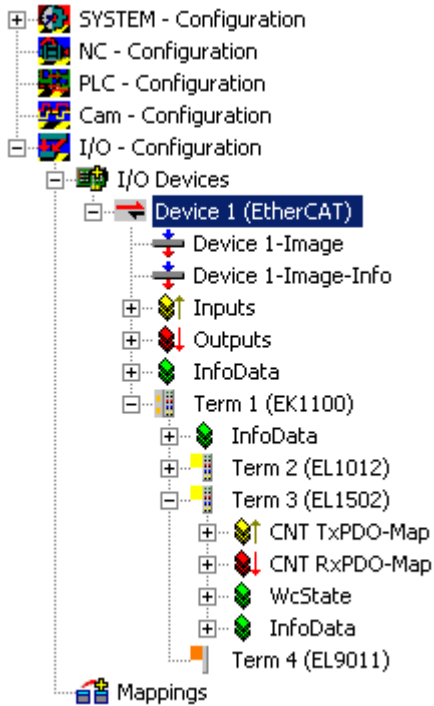 SYSTEM - Configuration
NC - Configuration
PLC - Configuration
Cam - Configuration
I/O - Configuration
I/O Devices
Device 1 (EtherCAT)
Device 1-Image
Device 1-Image-Info
Inputs
Outputs
InfoData
Term 1 (EK1100)
InfoData
Term 2 (EL1012)
Term 3 (EL1502)
CNT TxPDO-Map
CNT RxPDO-Map
WcState
InfoData
Term 4 (EL9011)
Mappings